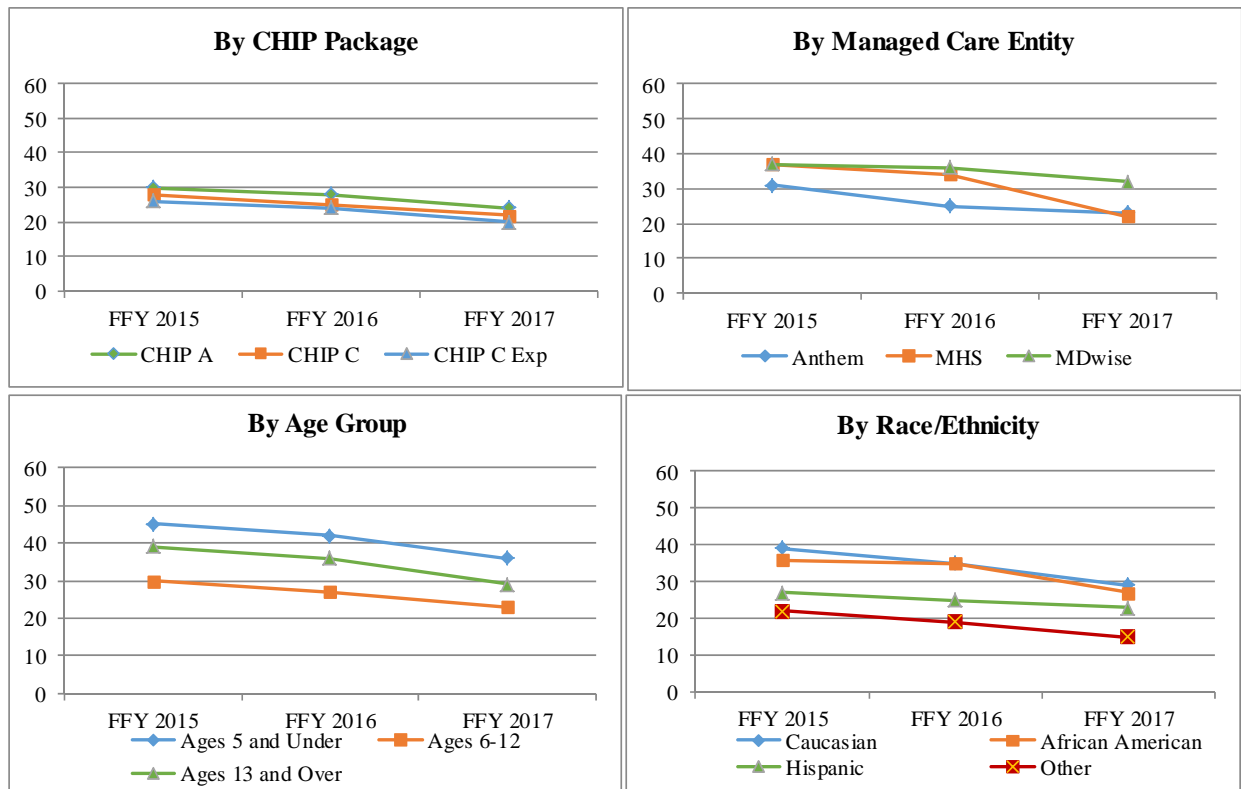 By CHIP Package
60
50
40
30
20
10
0
FFY 2015 FFY 2016 FFY 2017
CHIP A CHIP C CHIP C Exp
By Managed Care Entity
60
50
40
30
20
10
0
FFY 2015 FFY 2016 FFY 2017
Anthem MHS MDwise
By Age Group
60
50
40
30
20
10
0
FFY 2015 FFY 2016 FFY 2017
Ages 5 and Under Ages 6-12
Ages 13 and Over
By Race/Ethnicity
60
50
40
30
20
10
0
FFY 2015 FFY 2016 FFY 2017
Caucasian African American
Hispanic Other